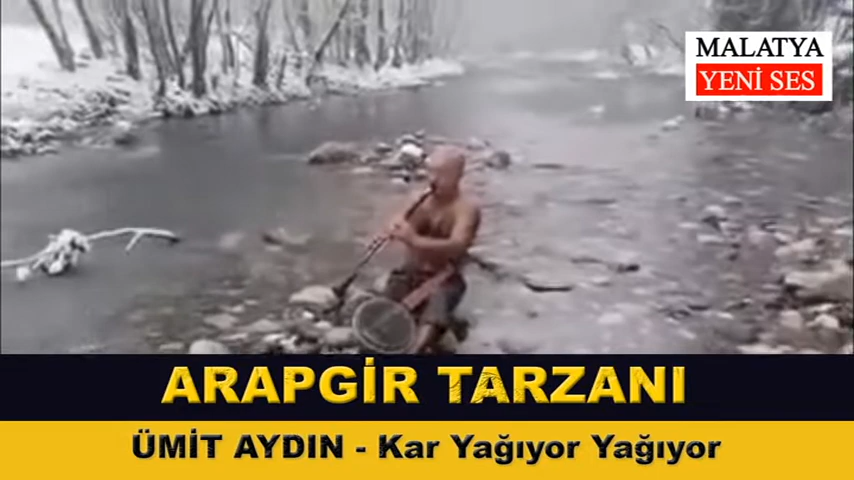 MALATYA
YENİ SES
ARAPGİR TARZANI
ÜMİT AYDIN - Kar Yağıyor Yağıyor